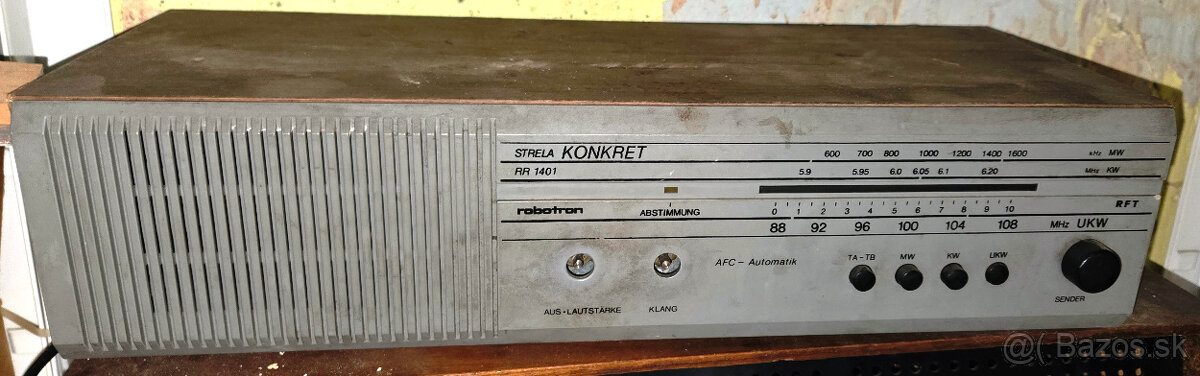 STRELA KONKRET 600 700 800 1000 1200 1400 1600 kHz MW
RR 1401 5.9 5.95 6.0 6.05 6.1 6.20 MHz KW
robotron ABSTIMMUNG 0 1 2 3 4 5 6 7 8 9 10 RFT
88 92 96 100 104 108 MHz UKW
AFC - Automatik TA-TB MW KW UKW
AUS·LAUTSTÄRKE KLANG SENDER
@( Bazos.sk